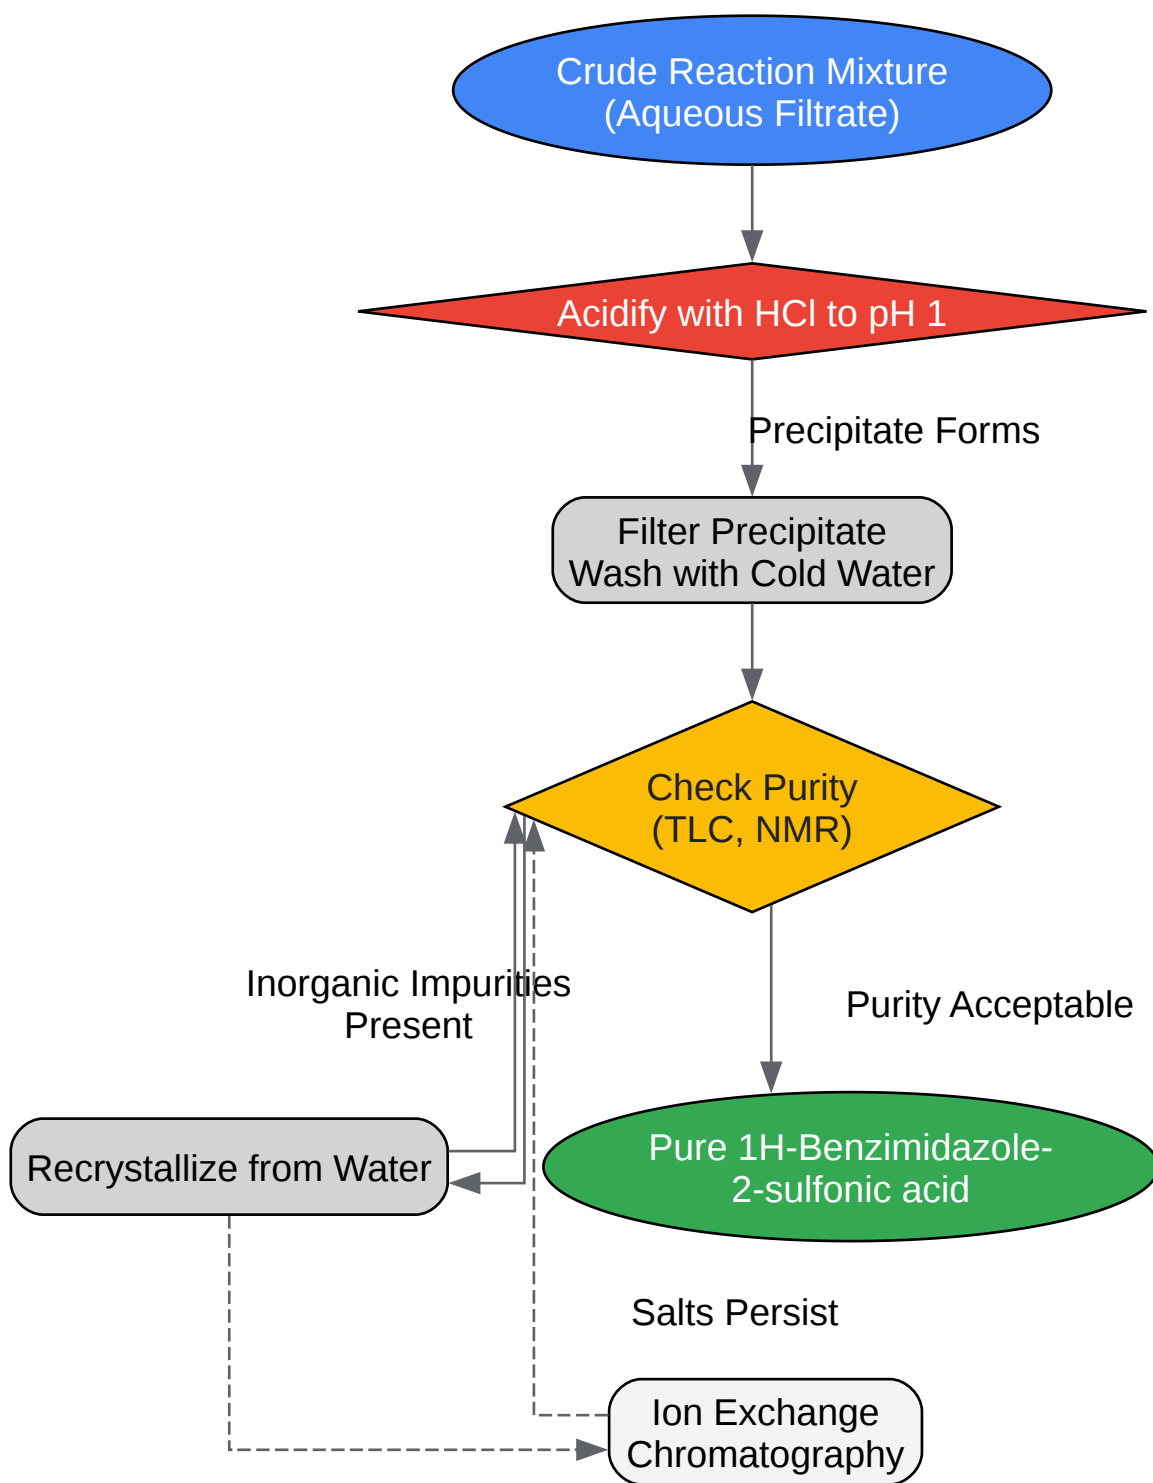 Crude Reaction Mixture
(Aqueous Filtrate)
Acidify with HCl to pH 1
Precipitate Forms
Filter Precipitate
Wash with Cold Water
Check Purity
(TLC, NMR)
Inorganic Impurities
Present
Purity Acceptable
Recrystallize from Water
Pure 1H-Benzimidazole-
2-sulfonic acid
Salts Persist
Ion Exchange
Chromatography